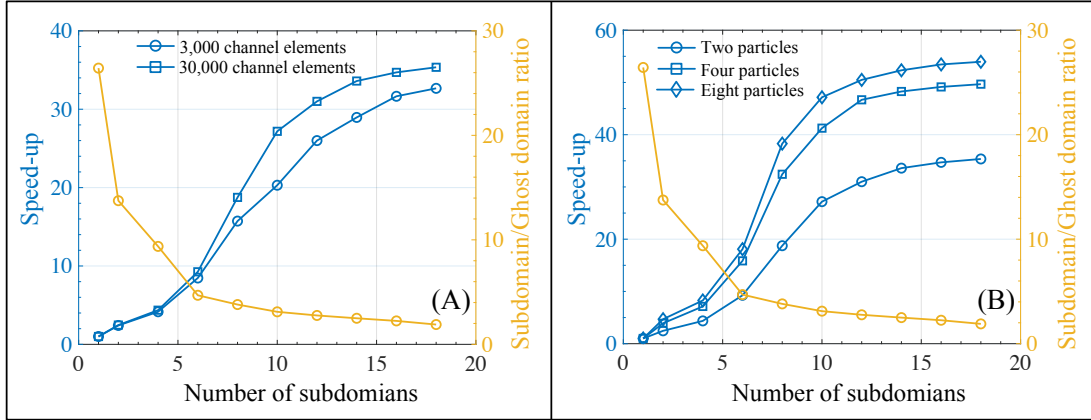 3,000 channel elements
30,000 channel elements
Speed-up
0
10
20
30
40
Subdomain/Ghost domain ratio
0
10
20
30
0
5
10
15
20
Number of subdomians
(A)
Two particles
Four particles
Eight particles
Speed-up
0
20
40
60
Subdomain/Ghost domain ratio
0
10
20
30
0
5
10
15
20
Number of subdomians
(B)